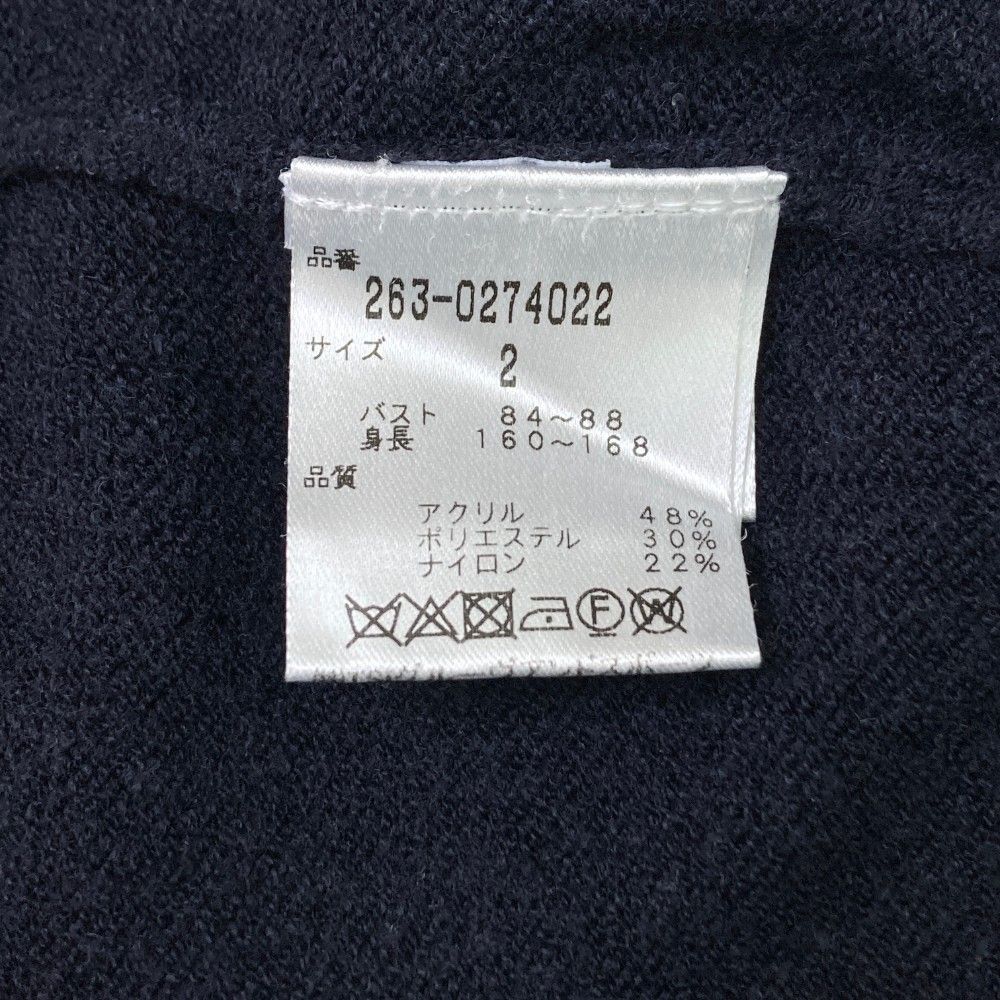 品番
263-0274022
サイズ 2
バスト 84～88
身長 160～168
品質
アクリル 48%
ポリエステル 30%
ナイロン 22%
F W